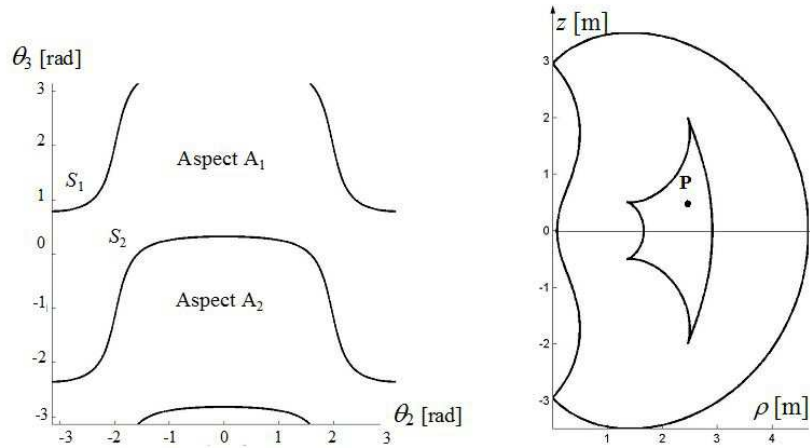 θ₃ [rad]
3
2
Aspect A₁
S₁
1
S₂
0
Aspect A₂
-1
-2
-3
-3 -2 -1 0 1 2 3
θ₂ [rad]
z [m]
3
2
1
P
0
-1
-2
-3
0 1 2 3 4
ρ [m]